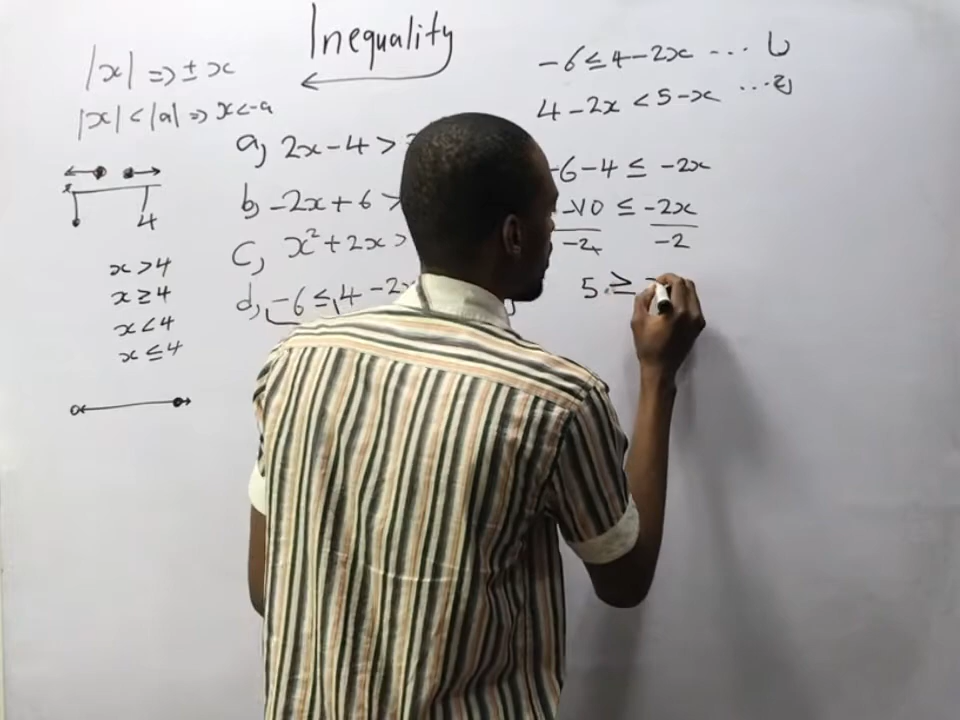 Inequality
|x| => ± x
|x| < |a| => x<-a
4
x > 4
x ≥ 4
x < 4
x ≤ 4
a, 2x - 4 >
b, -2x + 6 >
c, x² + 2x >
d, -6 ≤ 4 - 2x
-6 ≤ 4 - 2x ... 1)
4 - 2x < 5 - x ... 2)
-6 - 4 ≤ -2x
-10 ≤ -2x
-2 -2
5 ≥